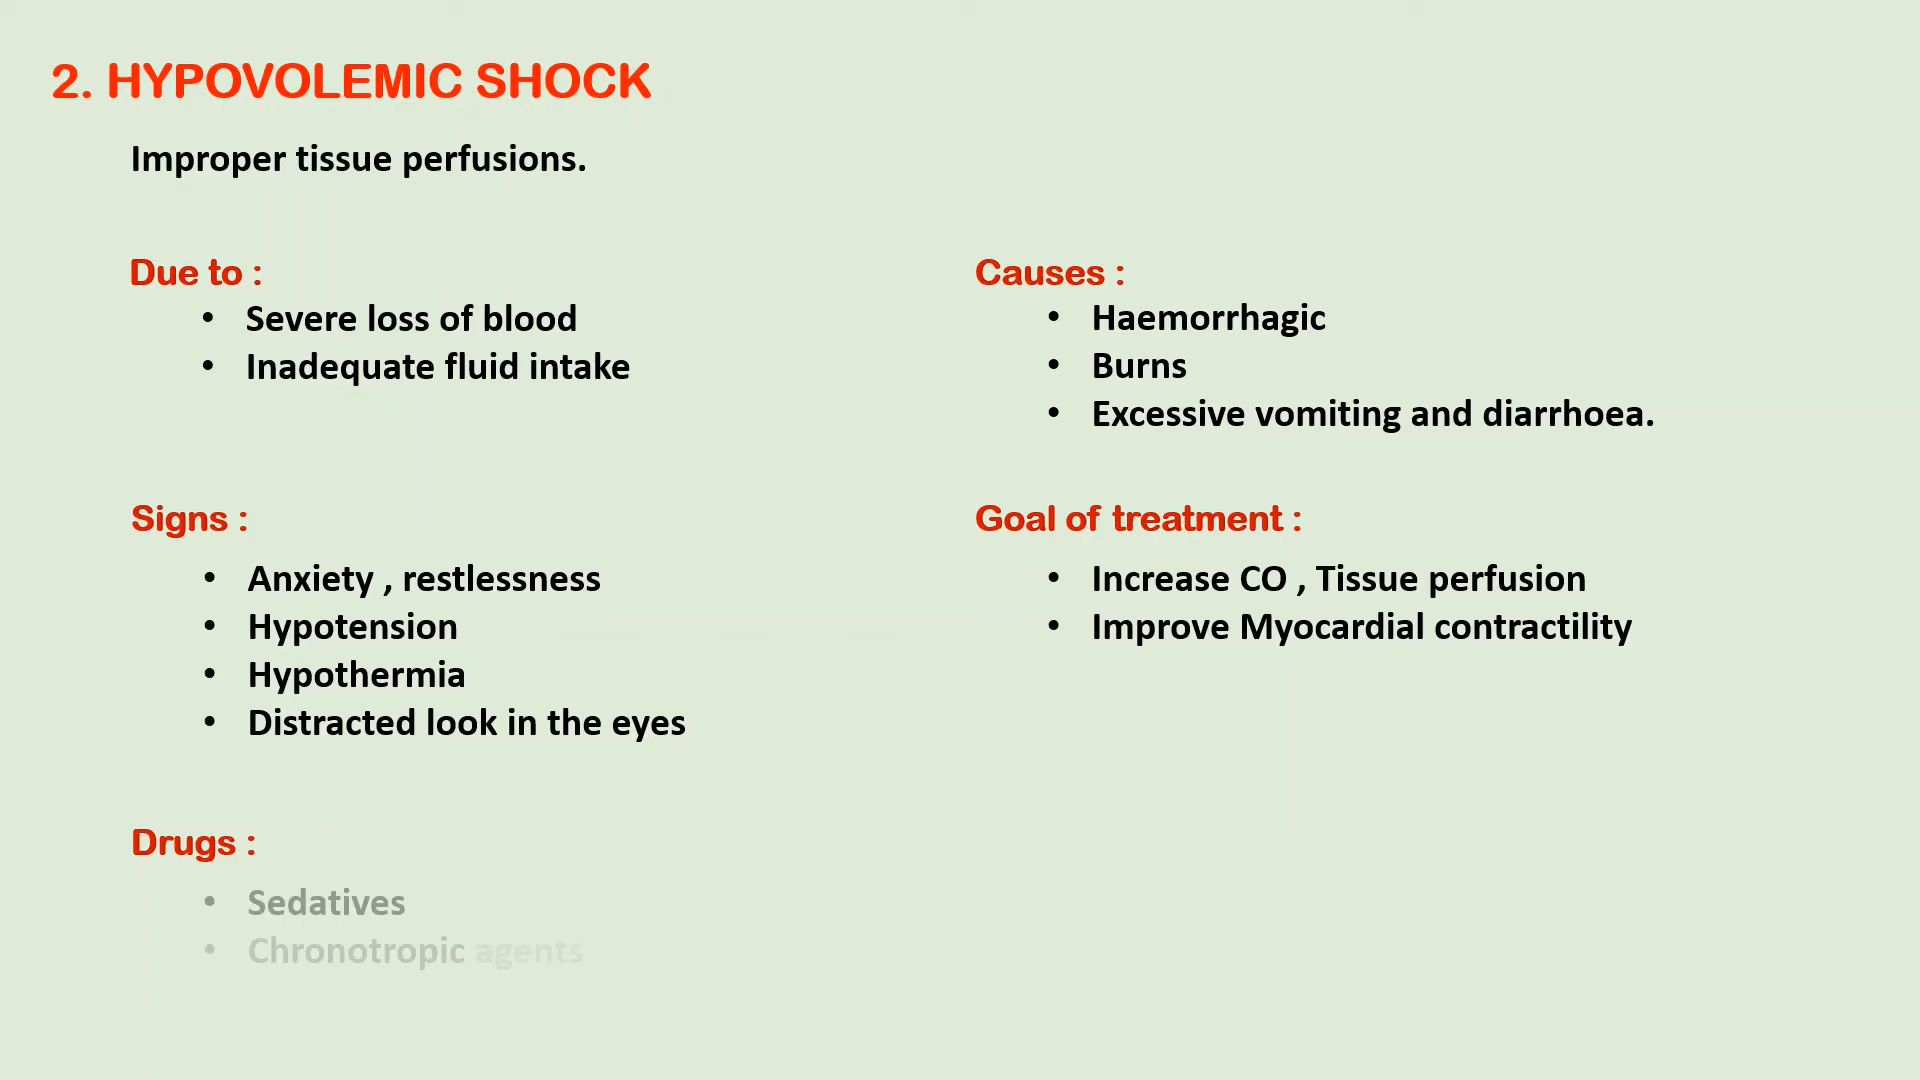 2. HYPOVOLEMIC SHOCK
Improper tissue perfusions.
Due to :
• Severe loss of blood
• Inadequate fluid intake
Causes :
• Haemorrhagic
• Burns
• Excessive vomiting and diarrhoea.
Signs :
• Anxiety , restlessness
• Hypotension
• Hypothermia
• Distracted look in the eyes
Goal of treatment :
• Increase CO , Tissue perfusion
• Improve Myocardial contractility
Drugs :
• Sedatives
• Chronotropic agents